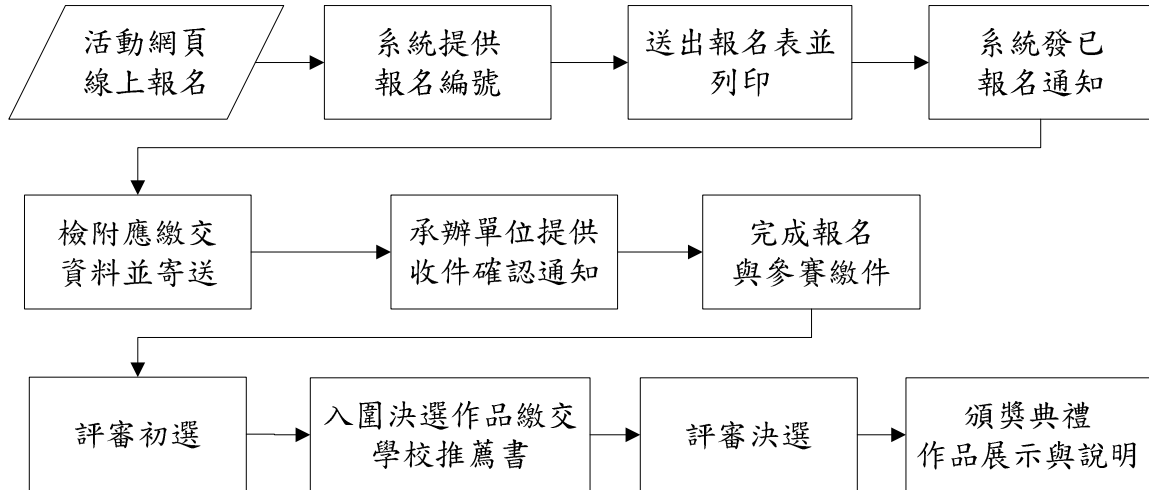 活動網頁
線上報名
系統提供
報名編號
送出報名表並
列印
系統發已
報名通知
檢附應繳交
資料並寄送
承辦單位提供
收件確認通知
完成報名
與參賽繳件
評審初選
入圍決選作品繳交
學校推薦書
評審決選
頒獎典禮
作品展示與說明